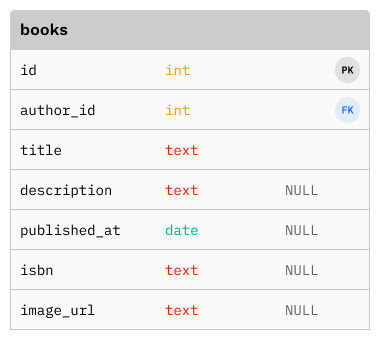 books
id int PK
author_id int FK
title text
description text NULL
published_at date NULL
isbn text NULL
image_url text NULL